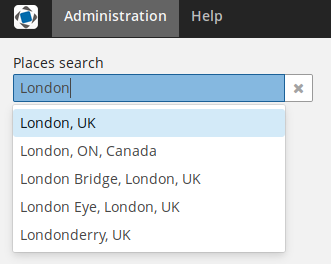 Administration Help
Places search
London
London, UK
London, ON, Canada
London Bridge, London, UK
London Eye, London, UK
Londonderry, UK